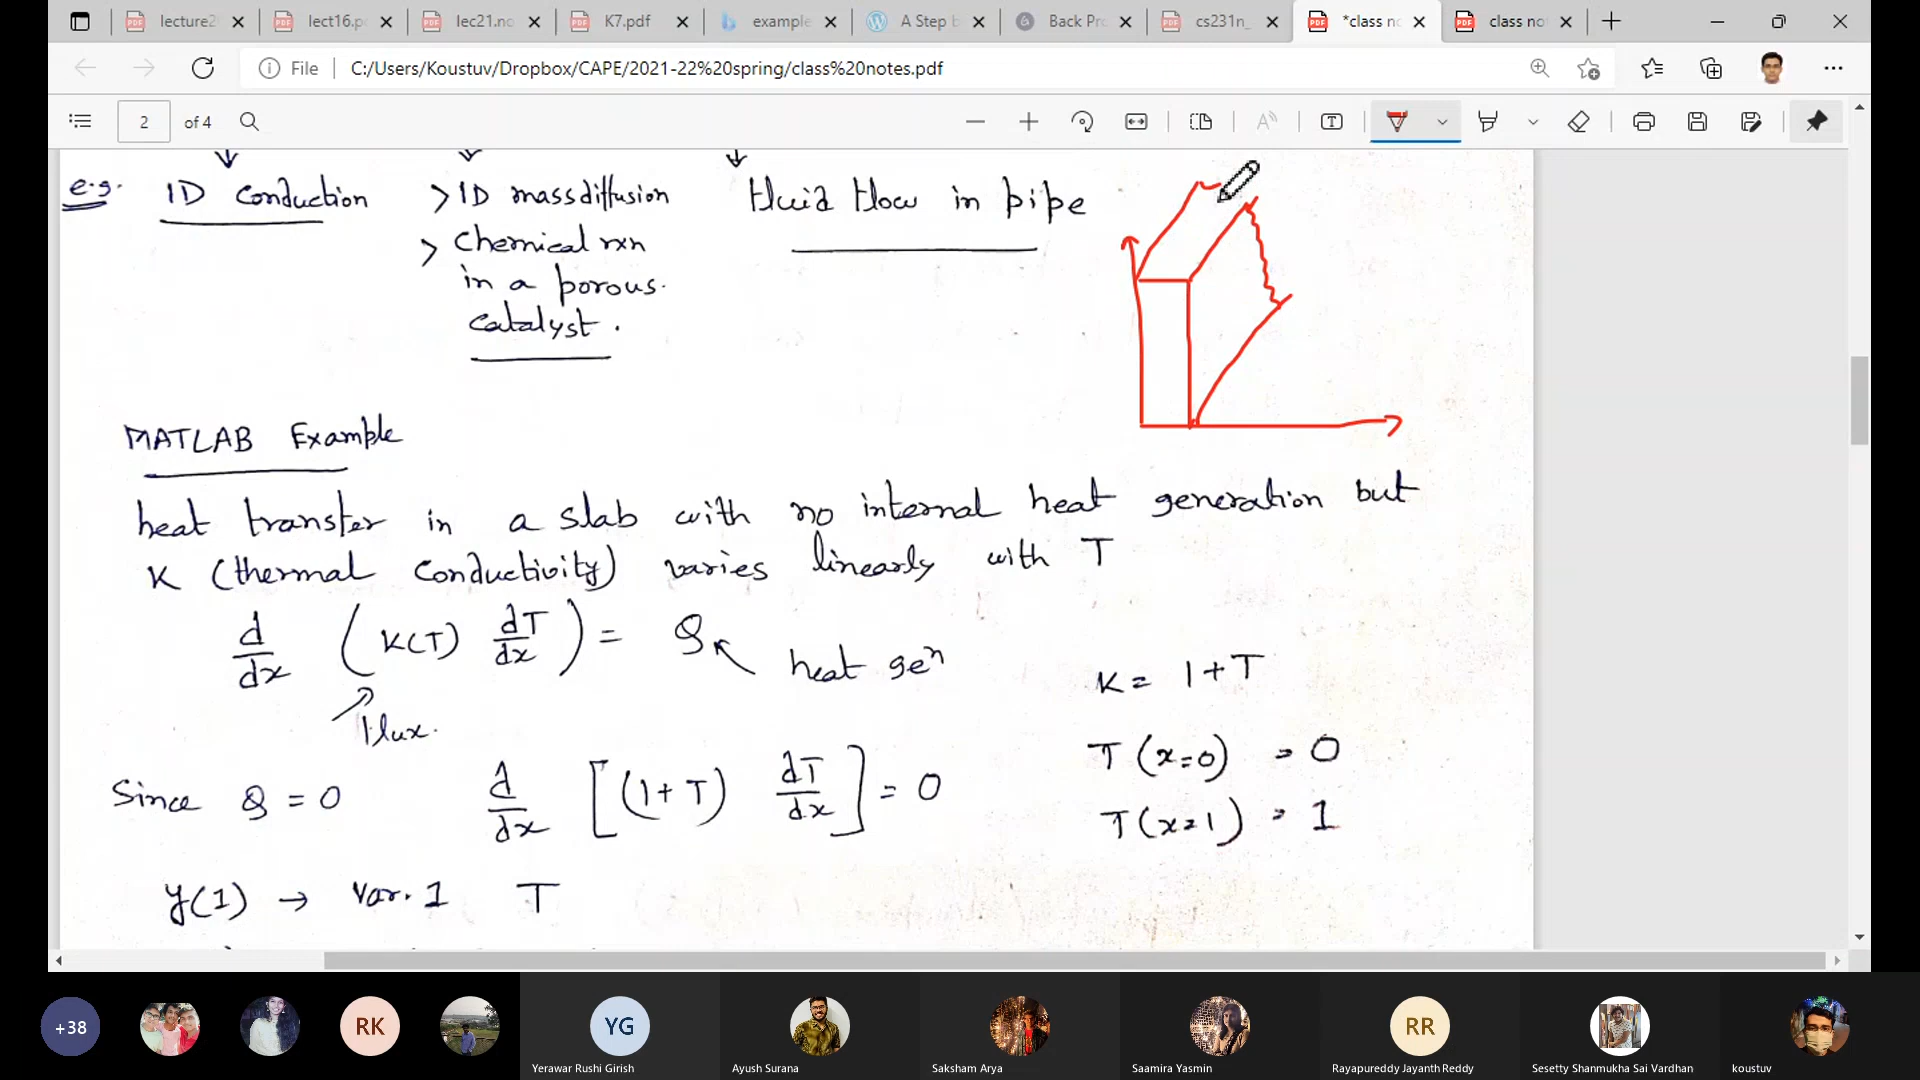 lecture2
lect16.p
lec21.no
K7.pdf
example
A Step b
Back Pro
cs231n_
*class no
class no
File
C:/Users/Koustuv/Dropbox/CAPE/2021-22%20spring/class%20notes.pdf
2 of 4
e.g. 1D Conduction
> 1D mass diffusion
> Chemical rxn
in a porous.
catalyst.
fluid flow in pipe
MATLAB Example
heat transfer in a slab with no internal heat generation but
K (thermal Conductivity) varies linearly with T
d/dx (K(T) dT/dx) = Q heat gen
flux.
K = 1+T
T(x=0) = 0
T(x=1) = 1
Since Q = 0 d/dx [(1+T) dT/dx] = 0
y(1) → Var. 1 T
+38
RK
YG
RR
Yerawar Rushi Girish
Ayush Surana
Saksham Arya
Saamira Yasmin
Rayapureddy Jayanth Reddy
Sesetty Shanmukha Sai Vardhan
koustuv